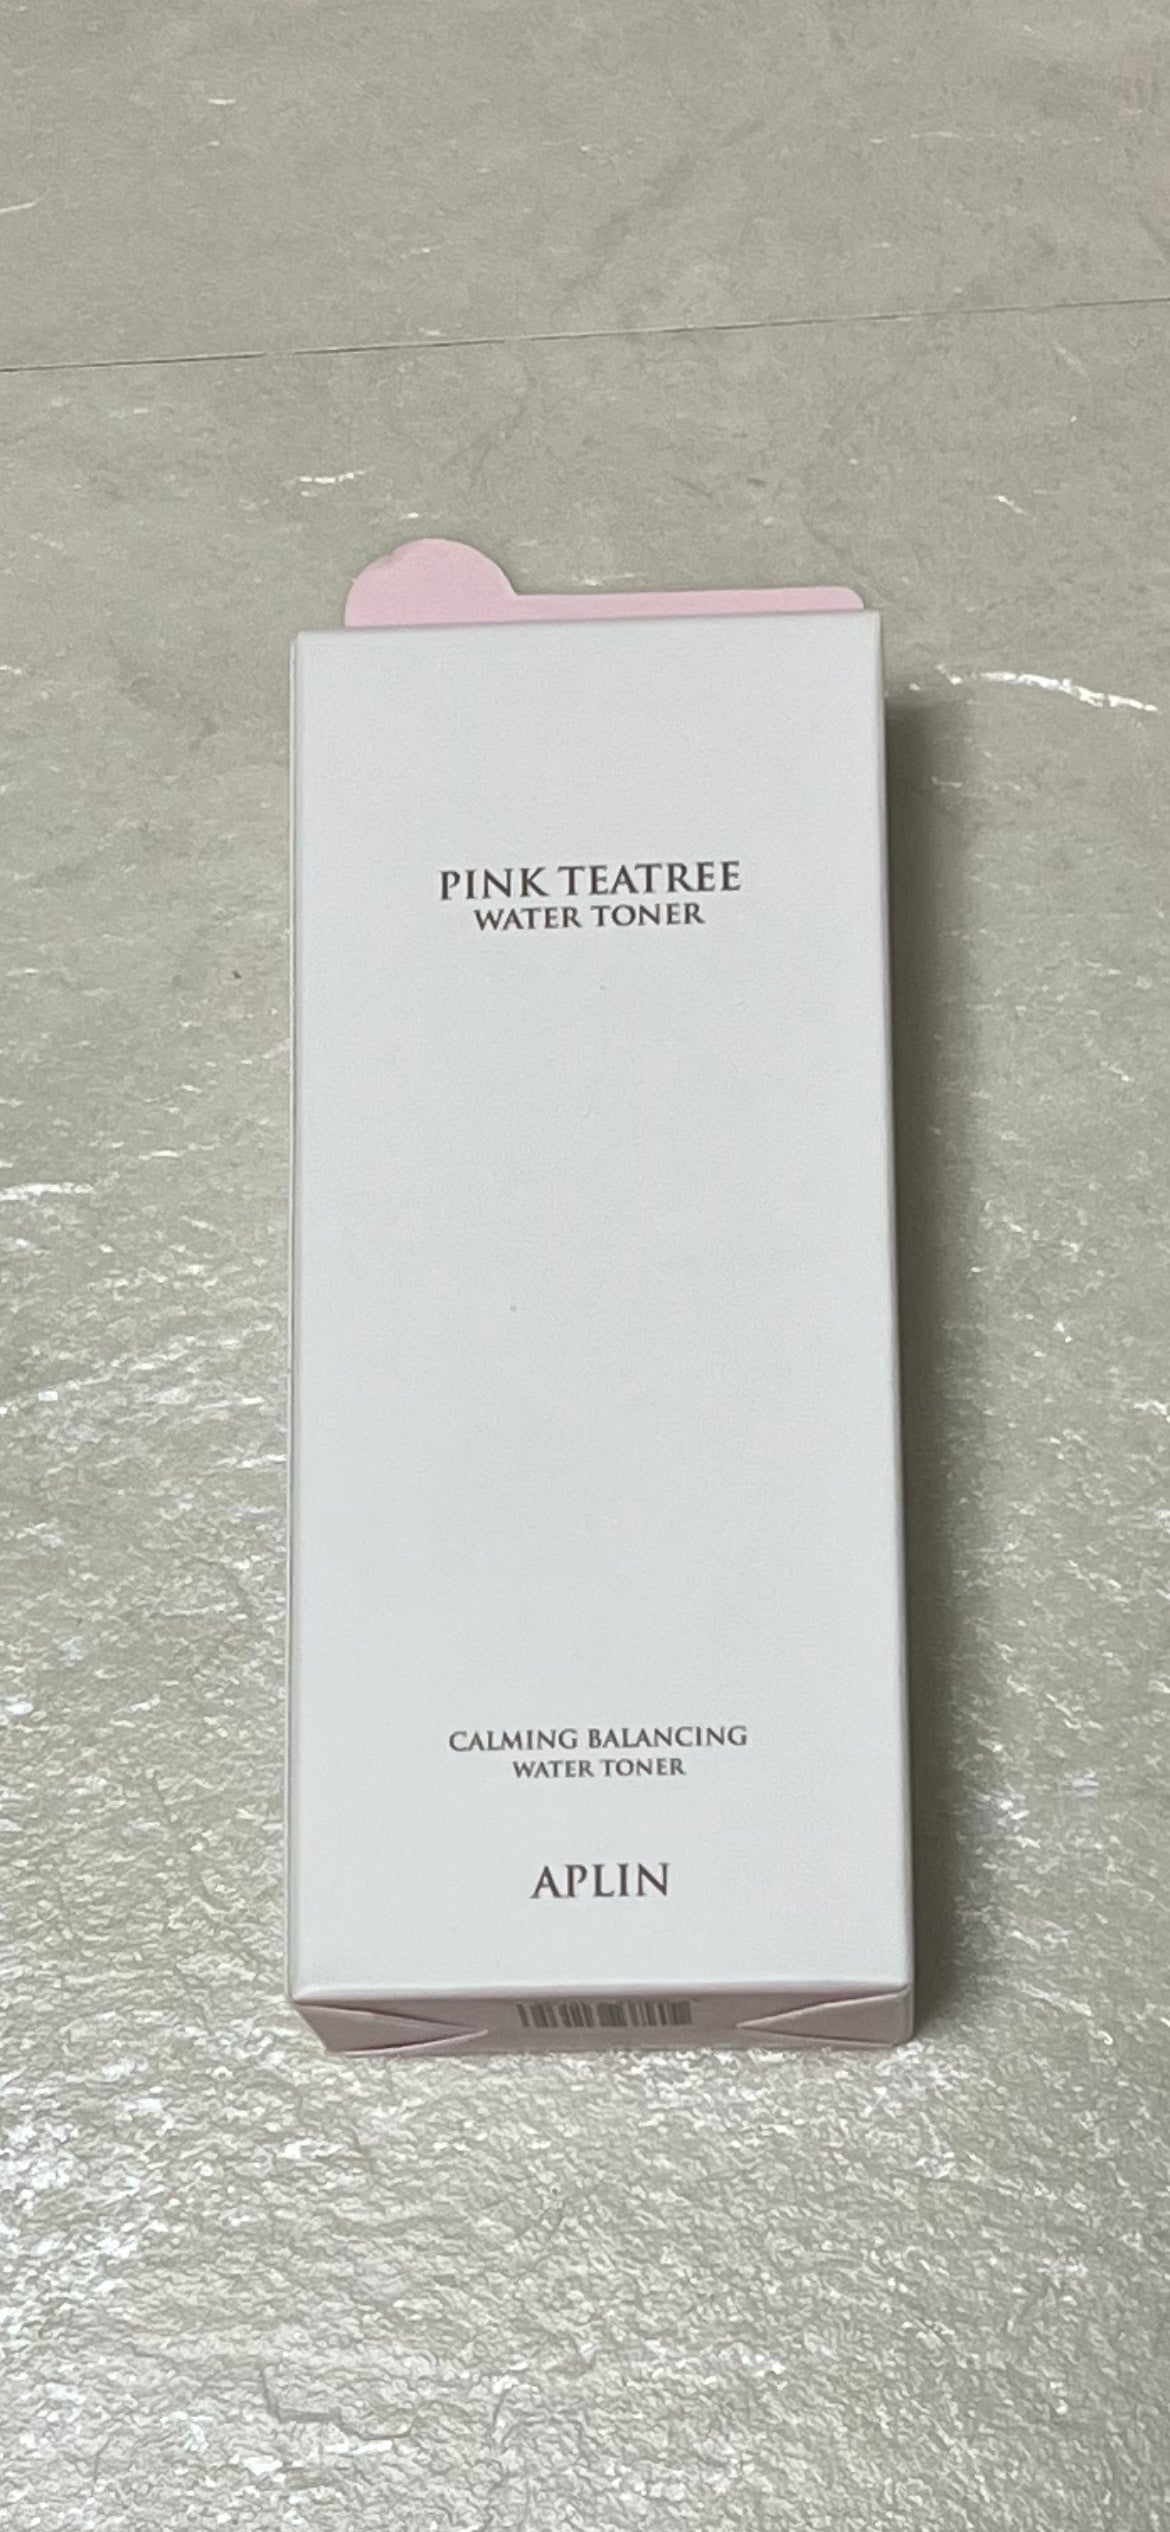 PINK TEATREE
WATER TONER
CALMING BALANCING
WATER TONER
APLIN